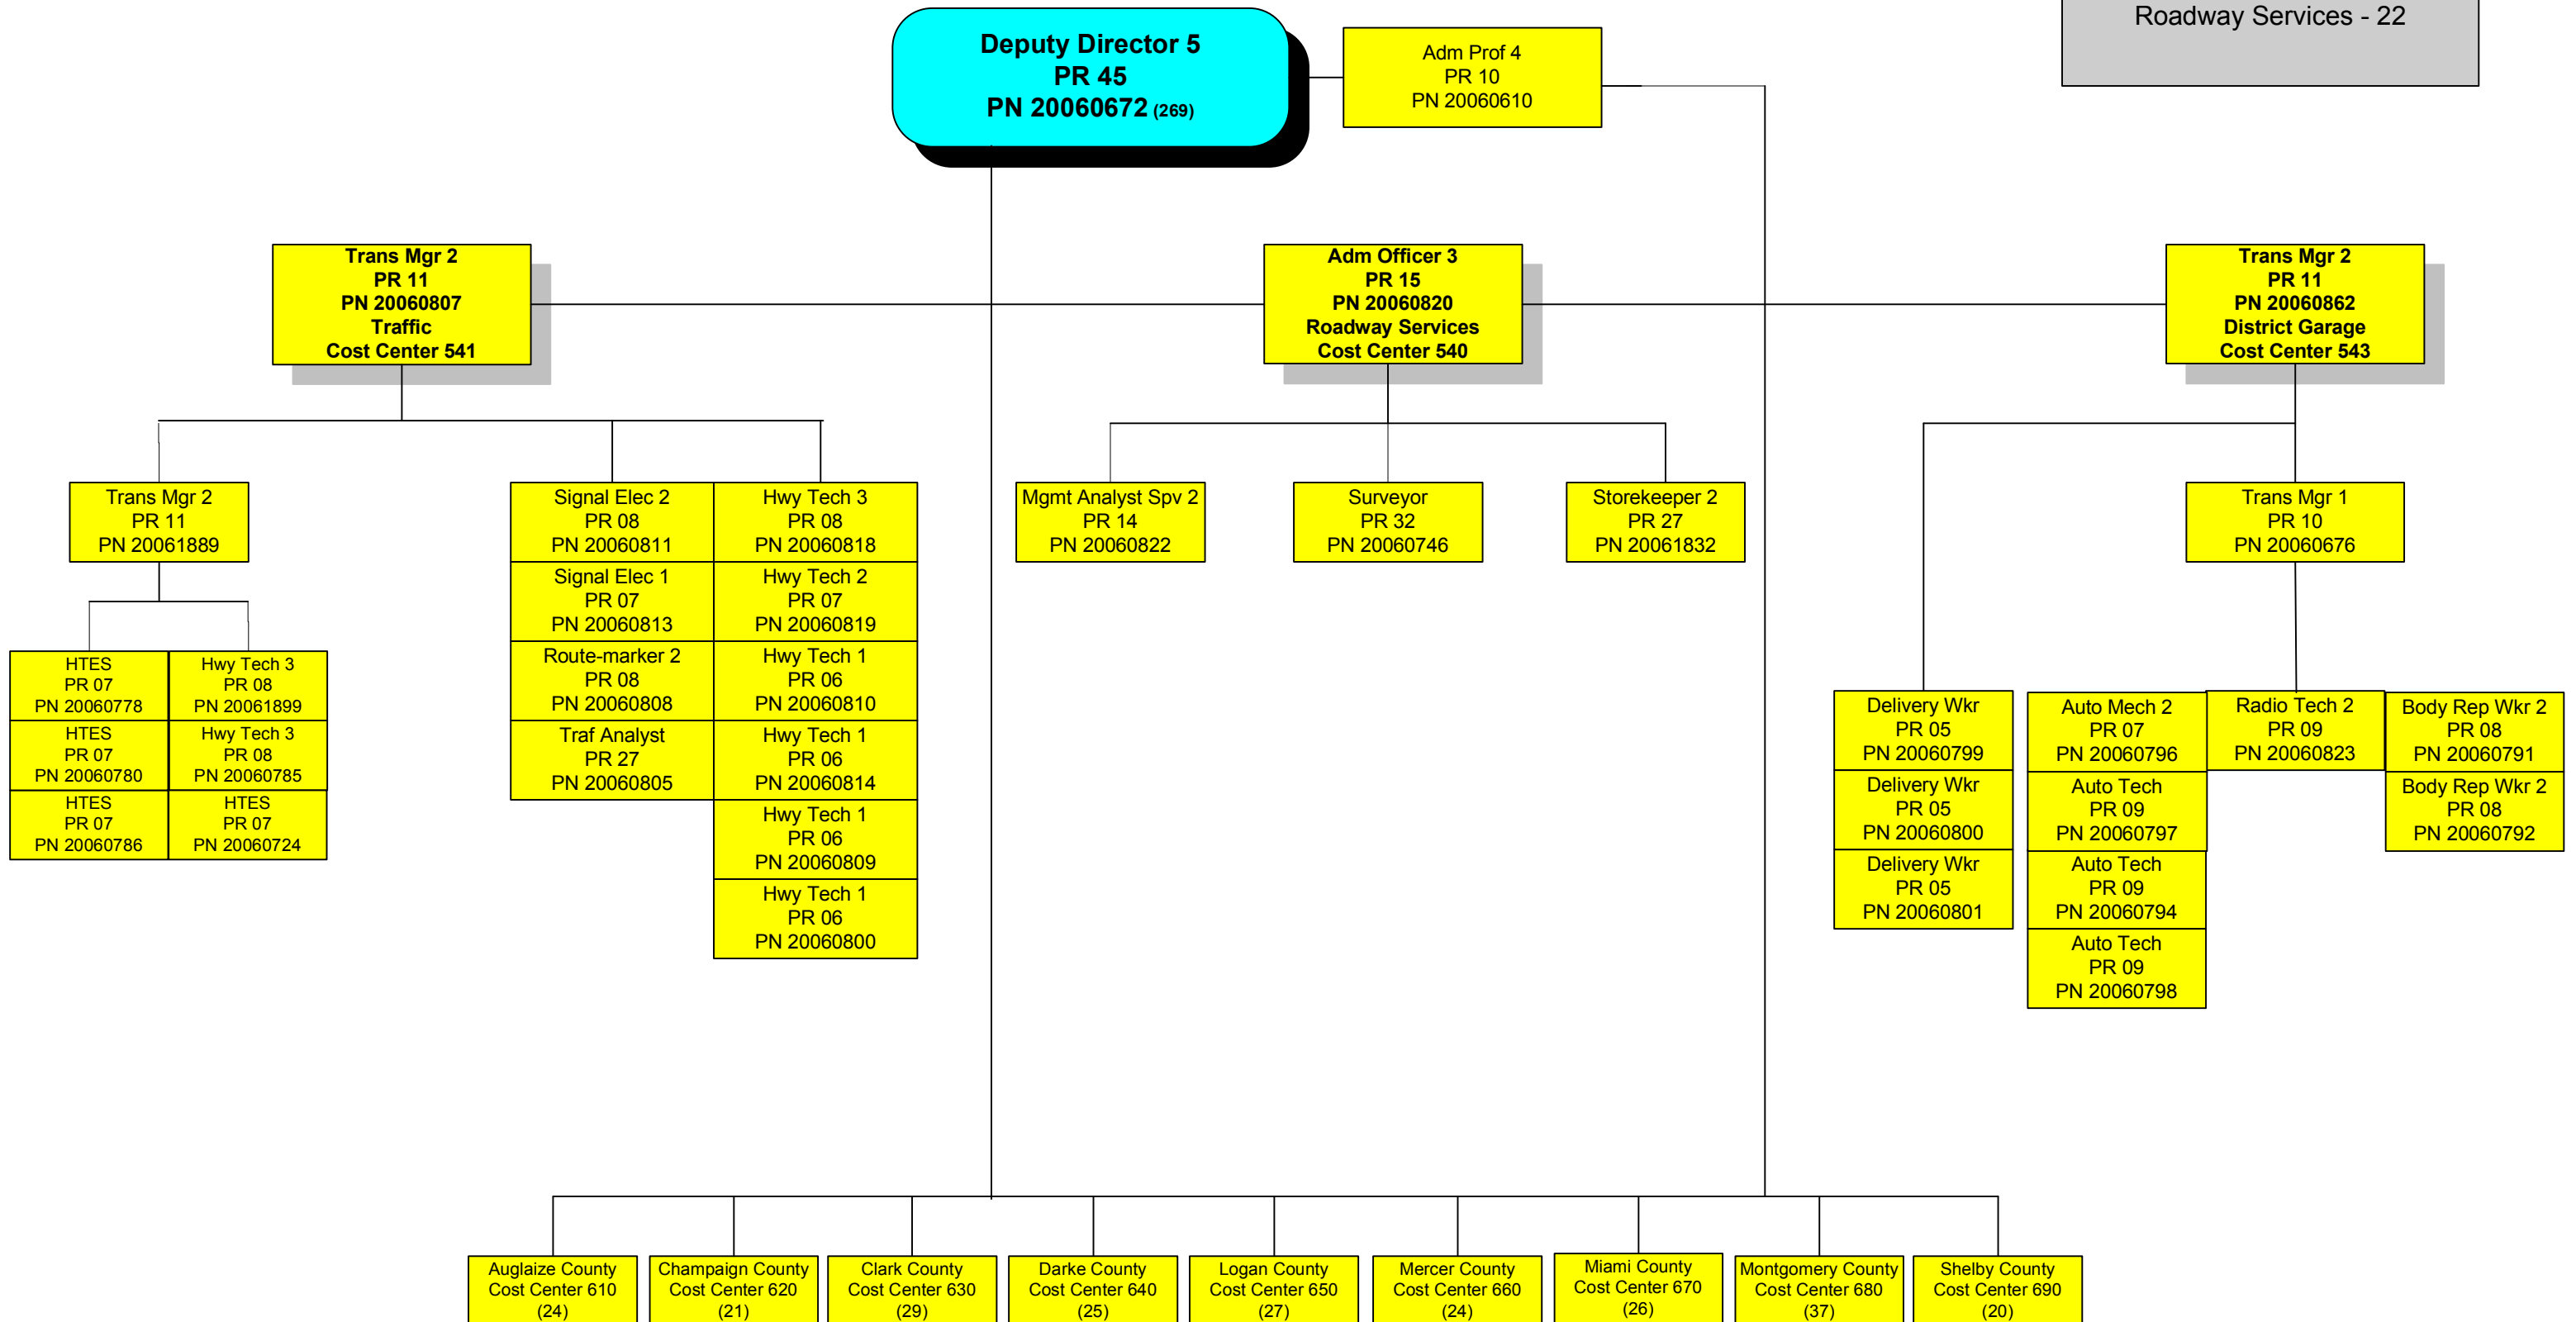 Roadway Services - 22
Deputy Director 5
PR 45
PN 20060672 (269)
Adm Prof 4
PR 10
PN 20060610
Trans Mgr 2
PR 11
PN 20060807
Traffic
Cost Center 541
Adm Officer 3
PR 15
PN 20060820
Roadway Services
Cost Center 540
Trans Mgr 2
PR 11
PN 20060862
District Garage
Cost Center 543
Trans Mgr 2
PR 11
PN 20061889
HTES
PR 07
PN 20060778
HTES
PR 07
PN 20060780
HTES
PR 07
PN 20060786
Hwy Tech 3
PR 08
PN 20061899
Hwy Tech 3
PR 08
PN 20060785
HTES
PR 07
PN 20060724
Signal Elec 2
PR 08
PN 20060811
Signal Elec 1
PR 07
PN 20060813
Route-marker 2
PR 08
PN 20060808
Traf Analyst
PR 27
PN 20060805
Hwy Tech 3
PR 08
PN 20060818
Hwy Tech 2
PR 07
PN 20060819
Hwy Tech 1
PR 06
PN 20060810
Hwy Tech 1
PR 06
PN 20060814
Hwy Tech 1
PR 06
PN 20060809
Hwy Tech 1
PR 06
PN 20060800
Mgmt Analyst Spv 2
PR 14
PN 20060822
Surveyor
PR 32
PN 20060746
Storekeeper 2
PR 27
PN 20061832
Trans Mgr 1
PR 10
PN 20060676
Delivery Wkr
PR 05
PN 20060799
Delivery Wkr
PR 05
PN 20060800
Delivery Wkr
PR 05
PN 20060801
Auto Mech 2
PR 07
PN 20060796
Auto Tech
PR 09
PN 20060797
Auto Tech
PR 09
PN 20060794
Auto Tech
PR 09
PN 20060798
Radio Tech 2
PR 09
PN 20060823
Body Rep Wkr 2
PR 08
PN 20060791
Body Rep Wkr 2
PR 08
PN 20060792
Auglaize County
Cost Center 610
(24)
Champaign County
Cost Center 620
(21)
Clark County
Cost Center 630
(29)
Darke County
Cost Center 640
(25)
Logan County
Cost Center 650
(27)
Mercer County
Cost Center 660
(24)
Miami County
Cost Center 670
(26)
Montgomery County
Cost Center 680
(37)
Shelby County
Cost Center 690
(20)